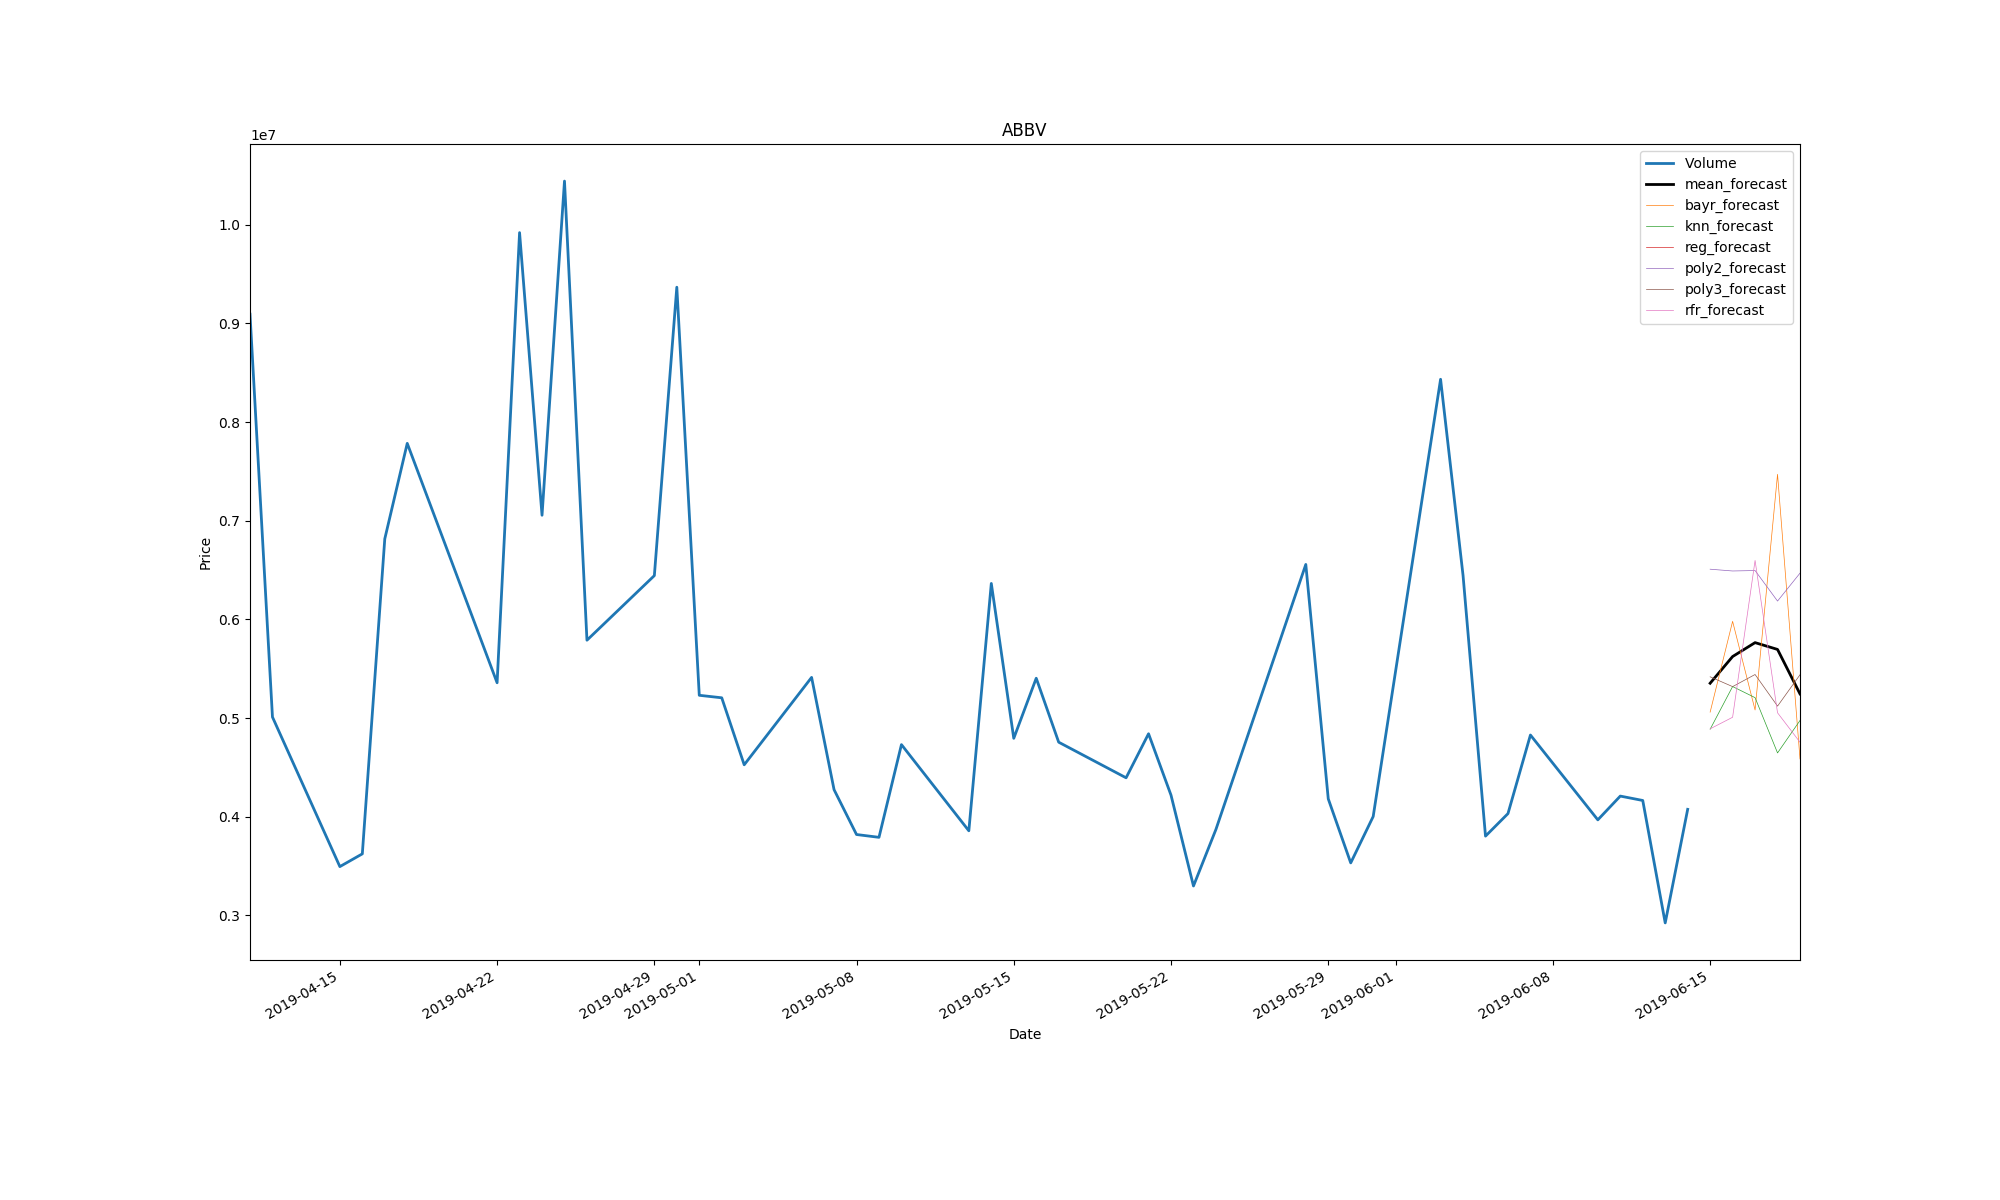 ABBV
1e7
Volume
mean_forecast
bayr_forecast
knn_forecast
reg_forecast
poly2_forecast
poly3_forecast
rfr_forecast
1.0
0.9
0.8
0.7
0.6
0.5
0.4
0.3
Price
2019-04-15
2019-04-22
2019-04-29
2019-05-01
2019-05-08
2019-05-15
2019-05-22
2019-05-29
2019-06-01
2019-06-08
2019-06-15
Date